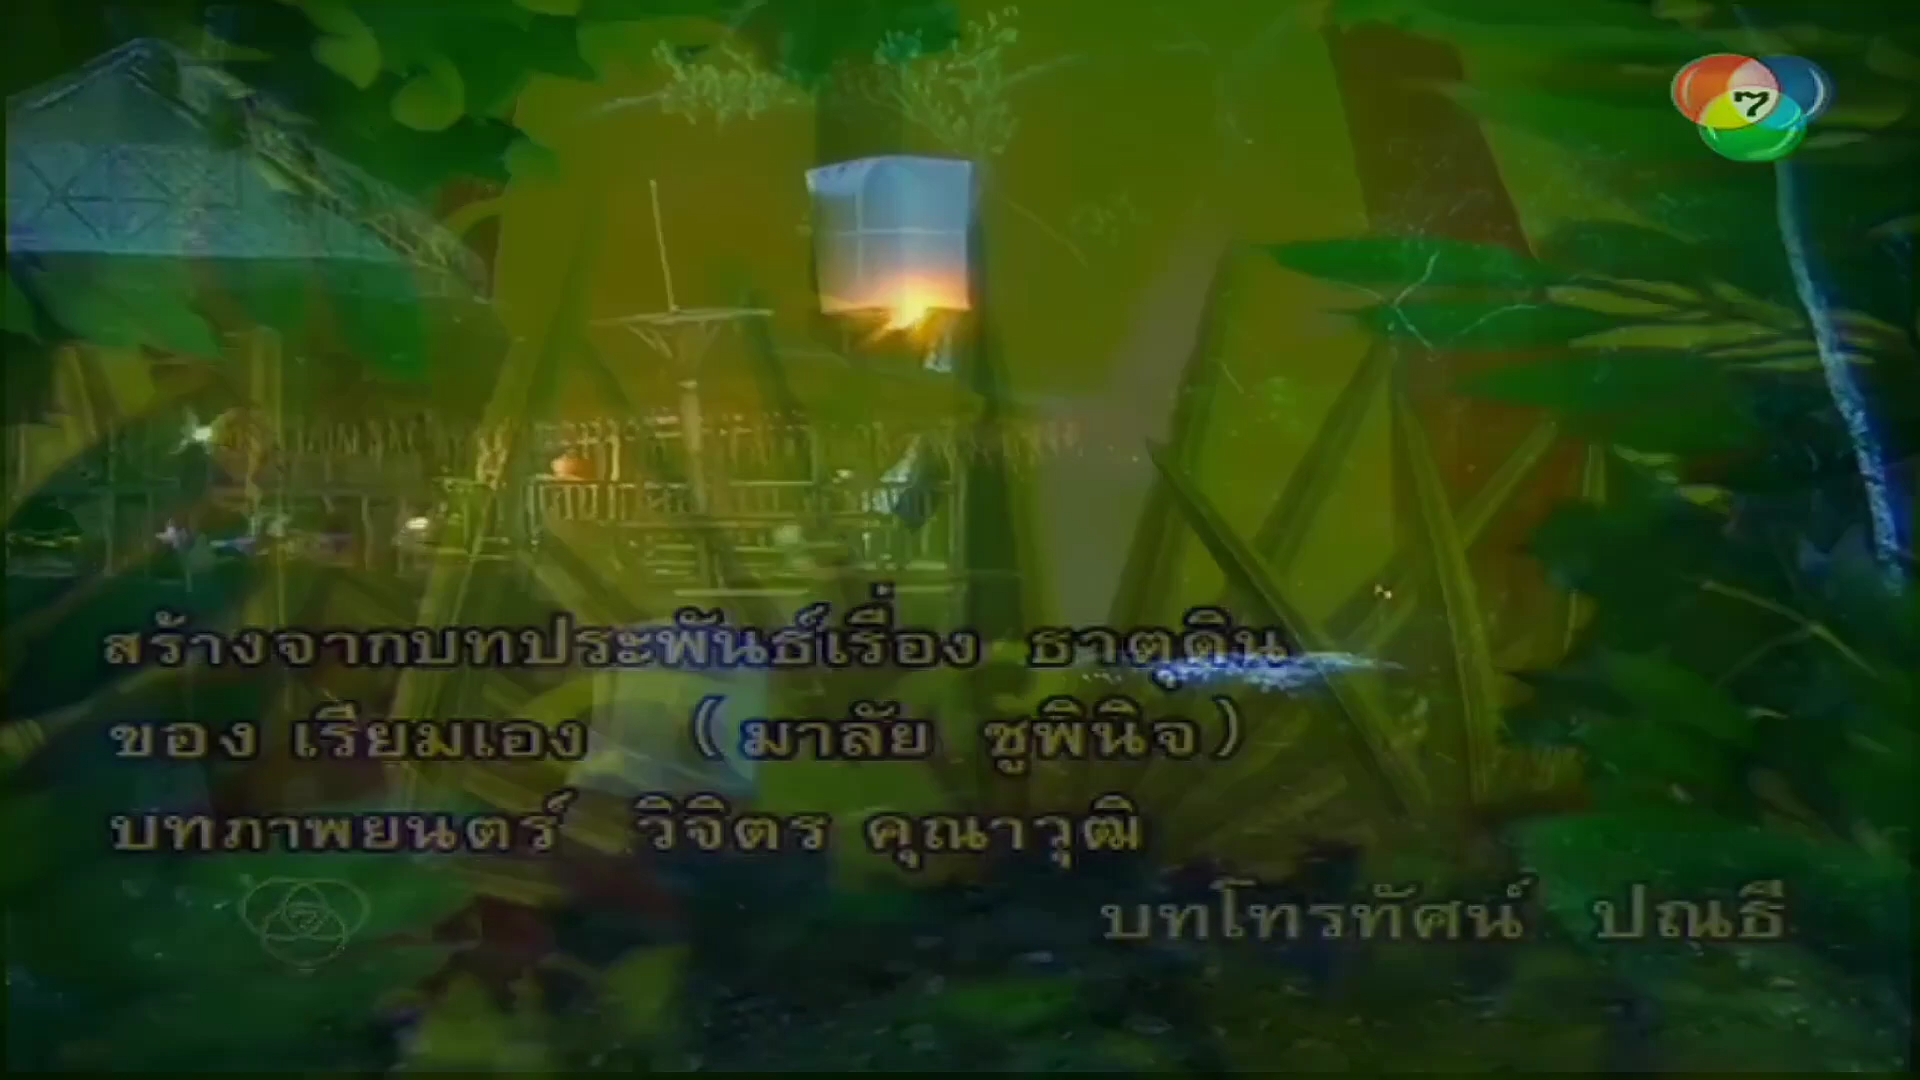 ๗
สร้างจากบทประพันธ์เรื่อง ธาตุดิน
ของ เรียมเอง (มาลัย ชูพินิจ)
บทภาพยนตร์ วิจิตร คุณาวุฒิ
บทโทรทัศน์ ปณธี